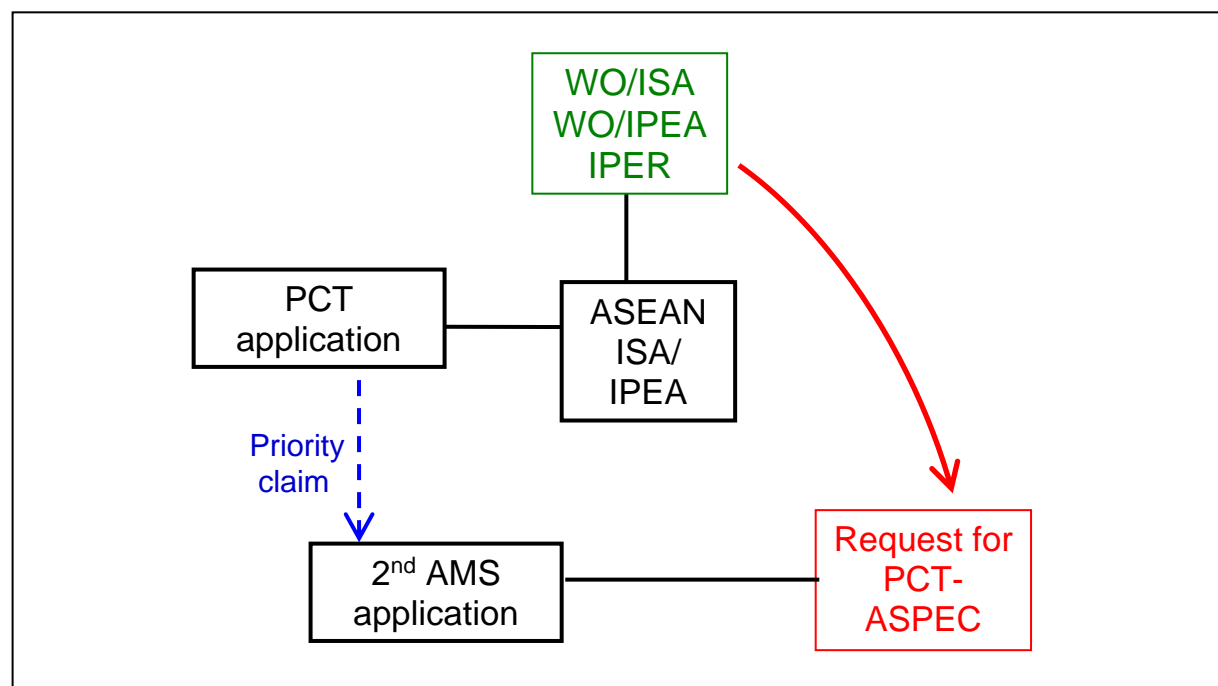 WO/ISA
WO/IPEA
IPER
PCT
application
ASEAN
ISA/
IPEA
Priority
claim
2nd AMS
application
Request for
PCT-
ASPEC